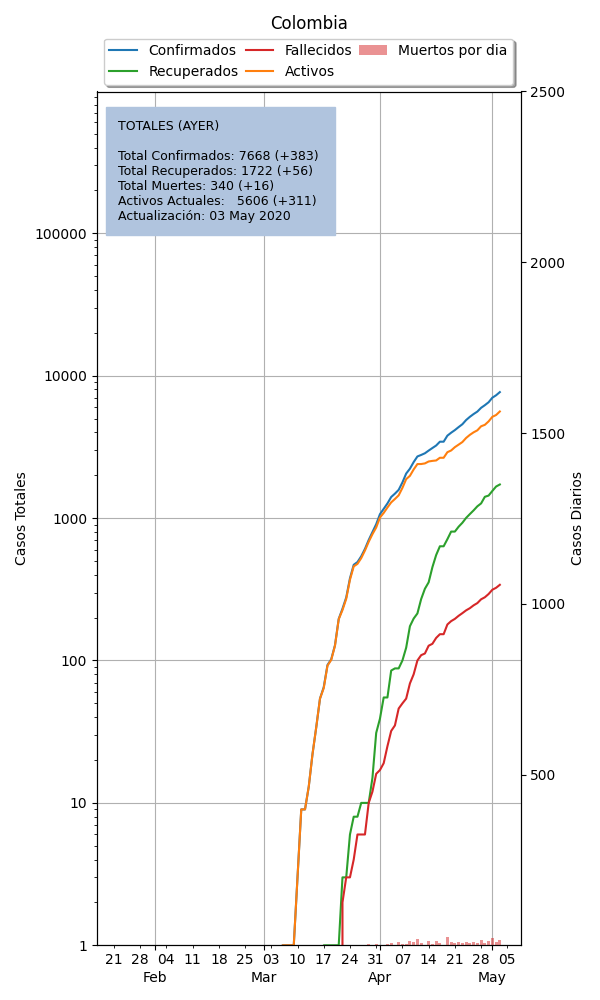 Colombia
Confirmados
Recuperados
Fallecidos
Activos
Muertos por dia
TOTALES (AYER)
Total Confirmados: 7668 (+383)
Total Recuperados: 1722 (+56)
Total Muertes: 340 (+16)
Activos Actuales: 5606 (+311)
Actualización: 03 May 2020
100000
10000
1000
100
10
1
Casos Totales
2500
2000
1500
1000
500
Casos Diarios
21 28 04 11 18 25 03 10 17 24 31 07 14 21 28 05
Feb Mar Apr May